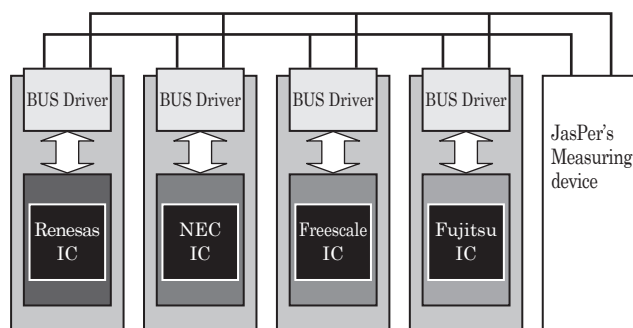 BUS Driver
BUS Driver
BUS Driver
BUS Driver
JasPer's
Measuring
device
Renesas
IC
NEC
IC
Freescale
IC
Fujitsu
IC